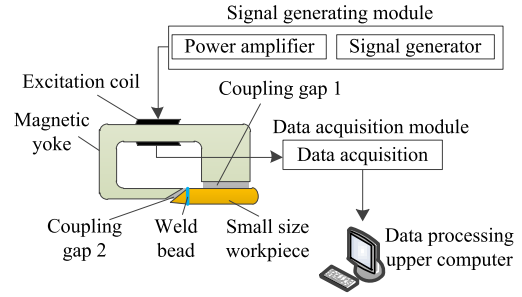 Signal generating module
Power amplifier
Signal generator
Excitation coil
Coupling gap 1
Magnetic
yoke
Data acquisition module
Data acquisition
Coupling
gap 2
Weld
bead
Small size
workpiece
Data processing
upper computer